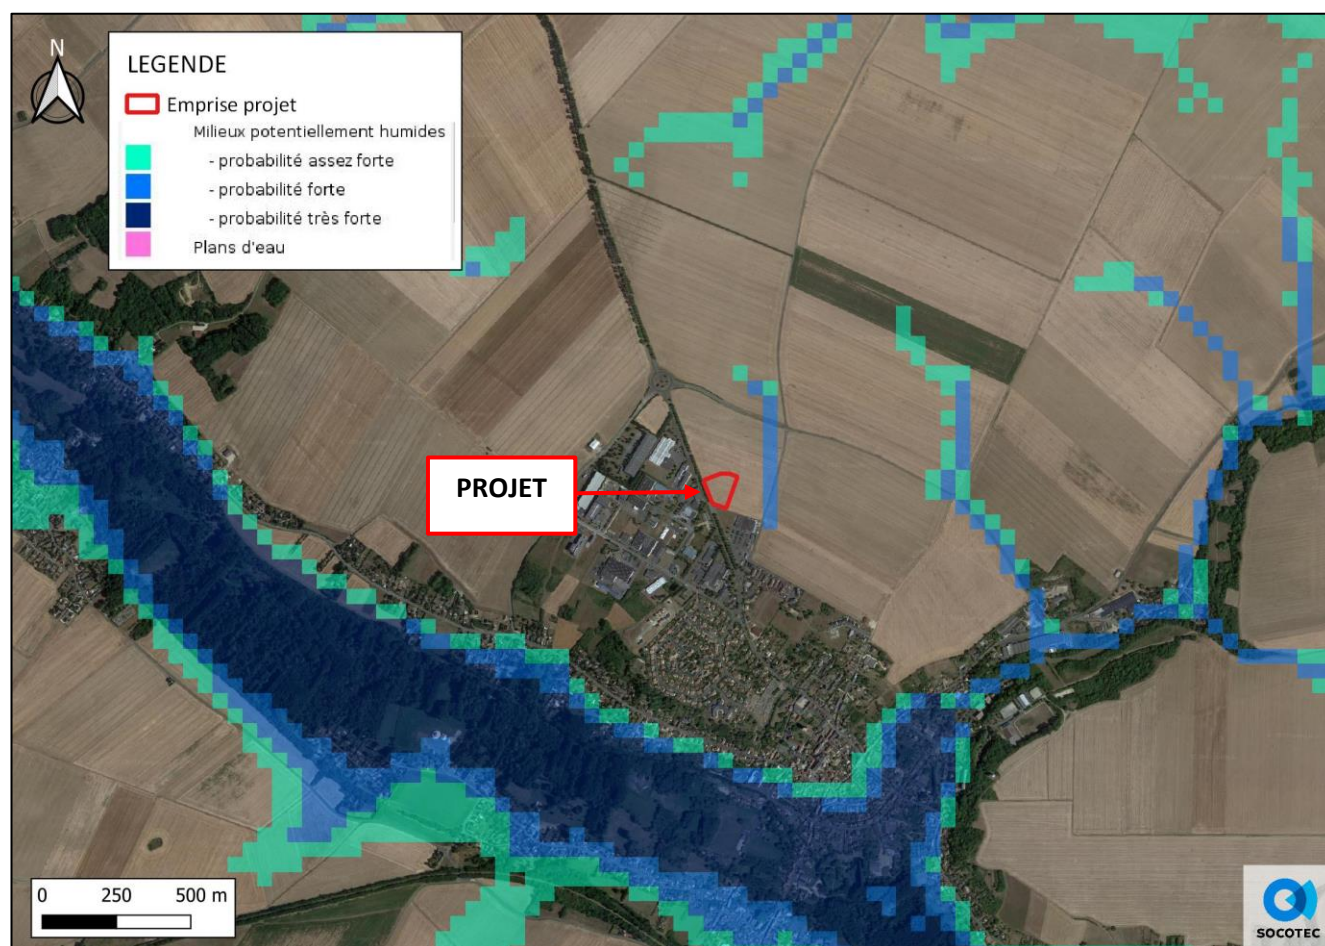 N
LEGENDE
Emprise projet
Milieux potentiellement humides
- probabilité assez forte
- probabilité forte
- probabilité très forte
Plans d'eau
PROJET
0 250 500 m
SOCOTEC